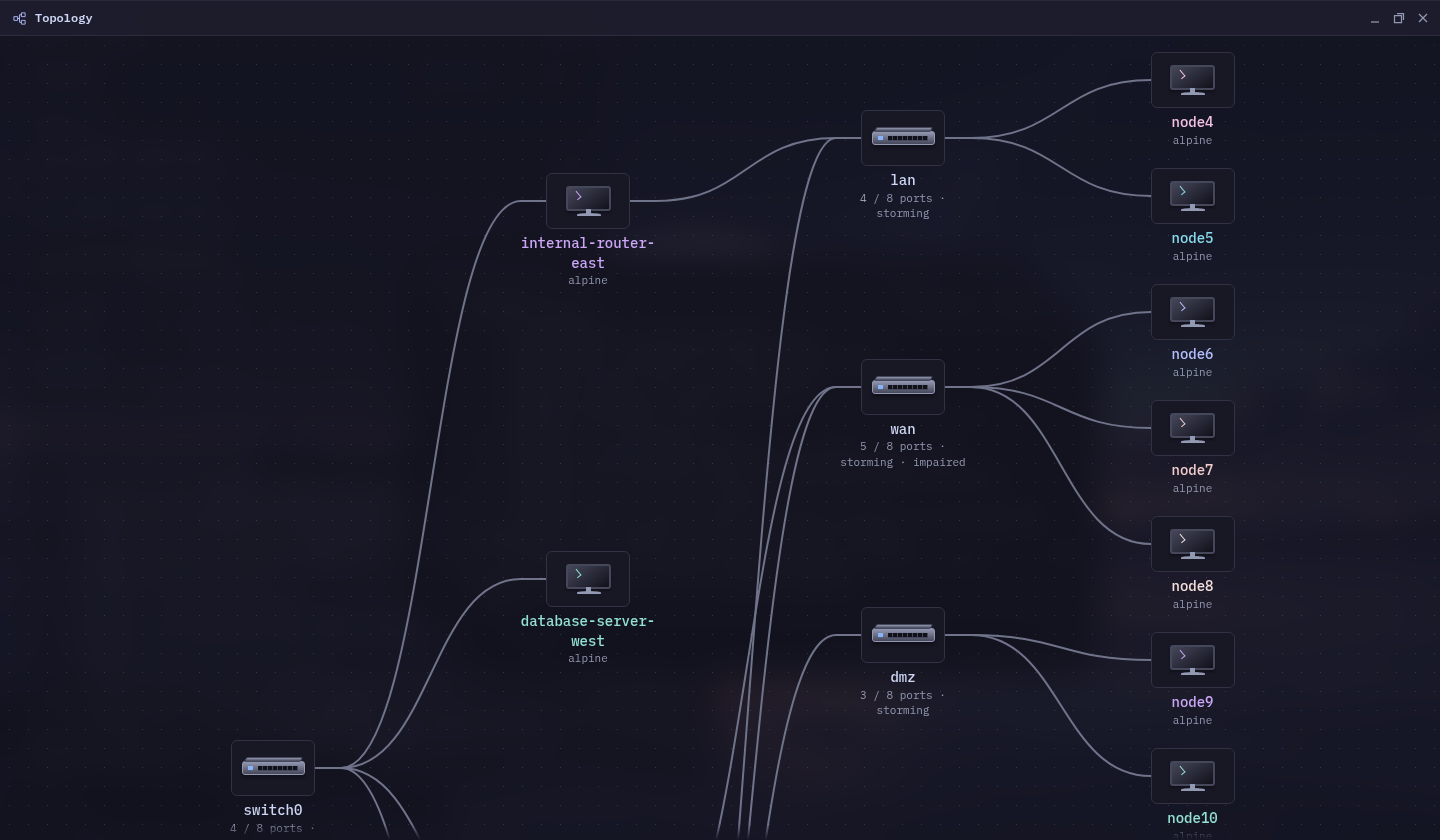 Topology
node4
alpine
lan
4 / 8 ports ·
storming
node5
alpine
internal-router-
east
alpine
node6
alpine
wan
5 / 8 ports ·
storming · impaired
node7
alpine
node8
alpine
database-server-
west
alpine
dmz
3 / 8 ports ·
storming
node9
alpine
switch0
4 / 8 ports ·
node10
alpine